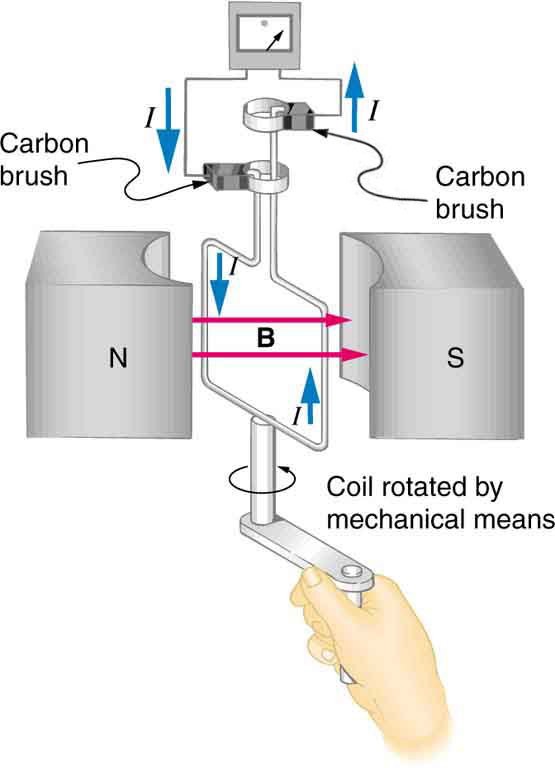 I
I
Carbon
brush
Carbon
brush
I
B
N
S
I
Coil rotated by
mechanical means